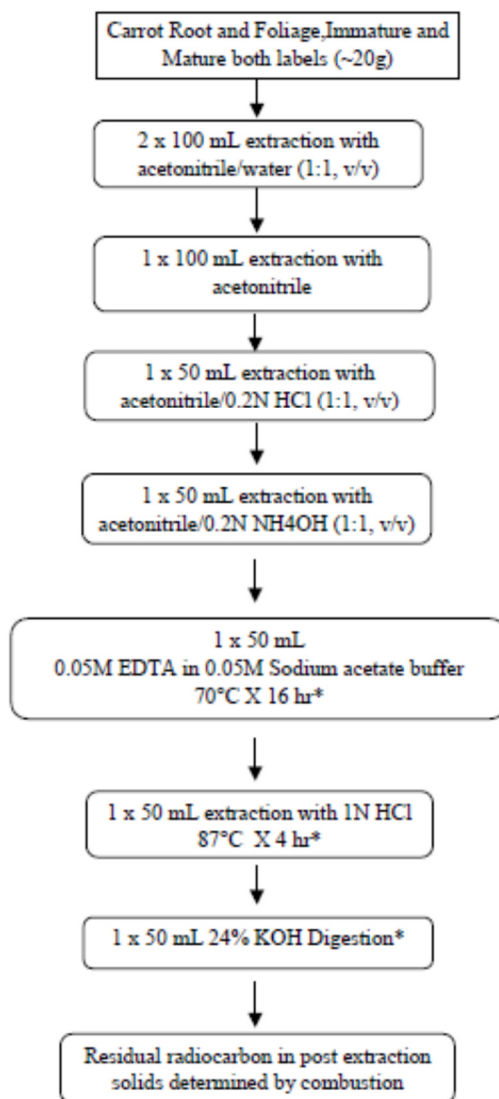 Carrot Root and Foliage,Immature and
Mature both labels (~20g)
2 x 100 mL extraction with
acetonitrile/water (1:1, v/v)
1 x 100 mL extraction with
acetonitrile
1 x 50 mL extraction with
acetonitrile/0.2N HCl (1:1, v/v)
1 x 50 mL extraction with
acetonitrile/0.2N NH4OH (1:1, v/v)
1 x 50 mL
0.05M EDTA in 0.05M Sodium acetate buffer
70°C X 16 hr*
1 x 50 mL extraction with 1N HCl
87°C X 4 hr*
1 x 50 mL 24% KOH Digestion*
Residual radiocarbon in post extraction
solids determined by combustion